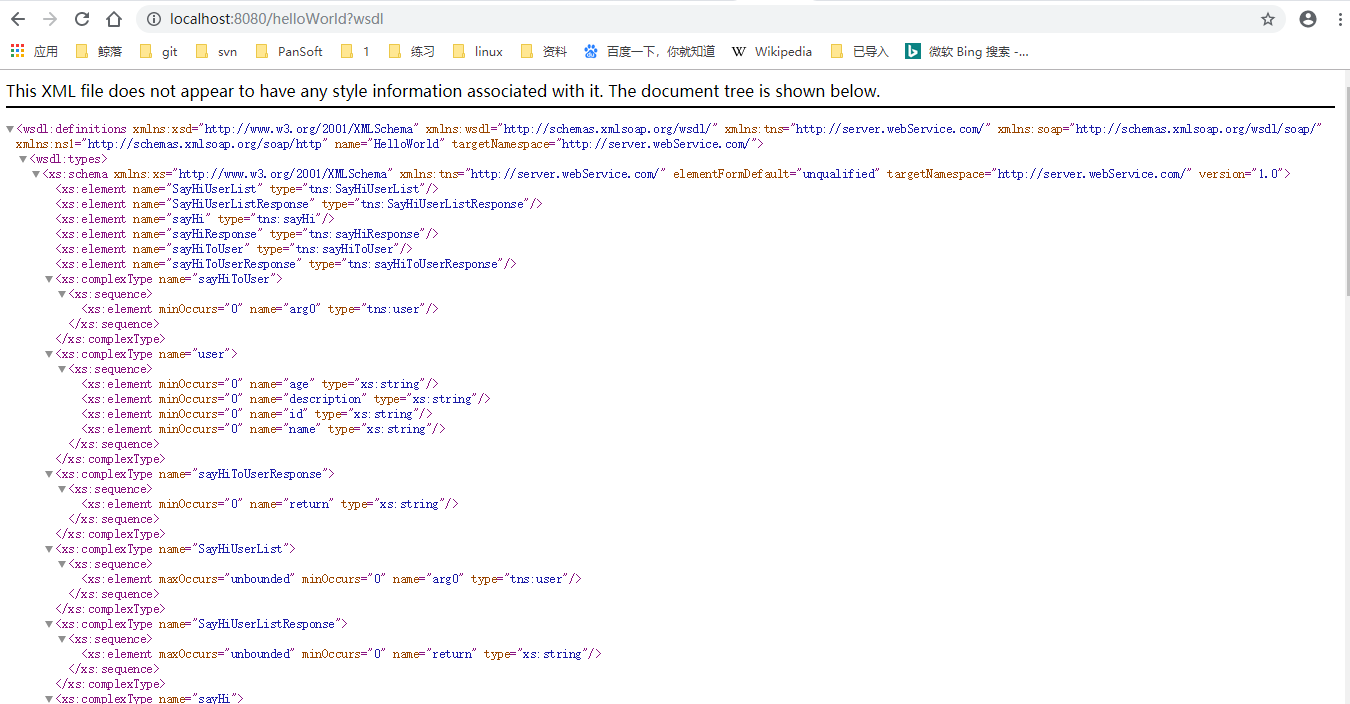 localhost:8080/helloWorld?wsdl
应用 鲸落 git svn PanSoft 1 练习 linux 资料 百度一下，你就知道 W Wikipedia 已导入 微软 Bing 搜索 -...
This XML file does not appear to have any style information associated with it. The document tree is shown below.
<wsdl:definitions xmlns:xsd="http://www.w3.org/2001/XMLSchema" xmlns:wsdl="http://schemas.xmlsoap.org/wsdl/" xmlns:tns="http://server.webService.com/" xmlns:soap="http://schemas.xmlsoap.org/wsdl/soap/"
xmlns:ns1="http://schemas.xmlsoap.org/soap/http" name="HelloWorld" targetNamespace="http://server.webService.com/">
<wsdl:types>
<xs:schema xmlns:xs="http://www.w3.org/2001/XMLSchema" xmlns:tns="http://server.webService.com/" elementFormDefault="unqualified" targetNamespace="http://server.webService.com/" version="1.0">
<xs:element name="SayHiUserList" type="tns:SayHiUserList"/>
<xs:element name="SayHiUserListResponse" type="tns:SayHiUserListResponse"/>
<xs:element name="sayHi" type="tns:sayHi"/>
<xs:element name="sayHiResponse" type="tns:sayHiResponse"/>
<xs:element name="sayHiToUser" type="tns:sayHiToUser"/>
<xs:element name="sayHiToUserResponse" type="tns:sayHiToUserResponse"/>
<xs:complexType name="sayHiToUser">
<xs:sequence>
<xs:element minOccurs="0" name="arg0" type="tns:user"/>
</xs:sequence>
</xs:complexType>
<xs:complexType name="user">
<xs:sequence>
<xs:element minOccurs="0" name="age" type="xs:string"/>
<xs:element minOccurs="0" name="description" type="xs:string"/>
<xs:element minOccurs="0" name="id" type="xs:string"/>
<xs:element minOccurs="0" name="name" type="xs:string"/>
</xs:sequence>
</xs:complexType>
<xs:complexType name="sayHiToUserResponse">
<xs:sequence>
<xs:element minOccurs="0" name="return" type="xs:string"/>
</xs:sequence>
</xs:complexType>
<xs:complexType name="SayHiUserList">
<xs:sequence>
<xs:element maxOccurs="unbounded" minOccurs="0" name="arg0" type="tns:user"/>
</xs:sequence>
</xs:complexType>
<xs:complexType name="SayHiUserListResponse">
<xs:sequence>
<xs:element maxOccurs="unbounded" minOccurs="0" name="return" type="xs:string"/>
</xs:sequence>
</xs:complexType>
<xs:complexType name="sayHi">